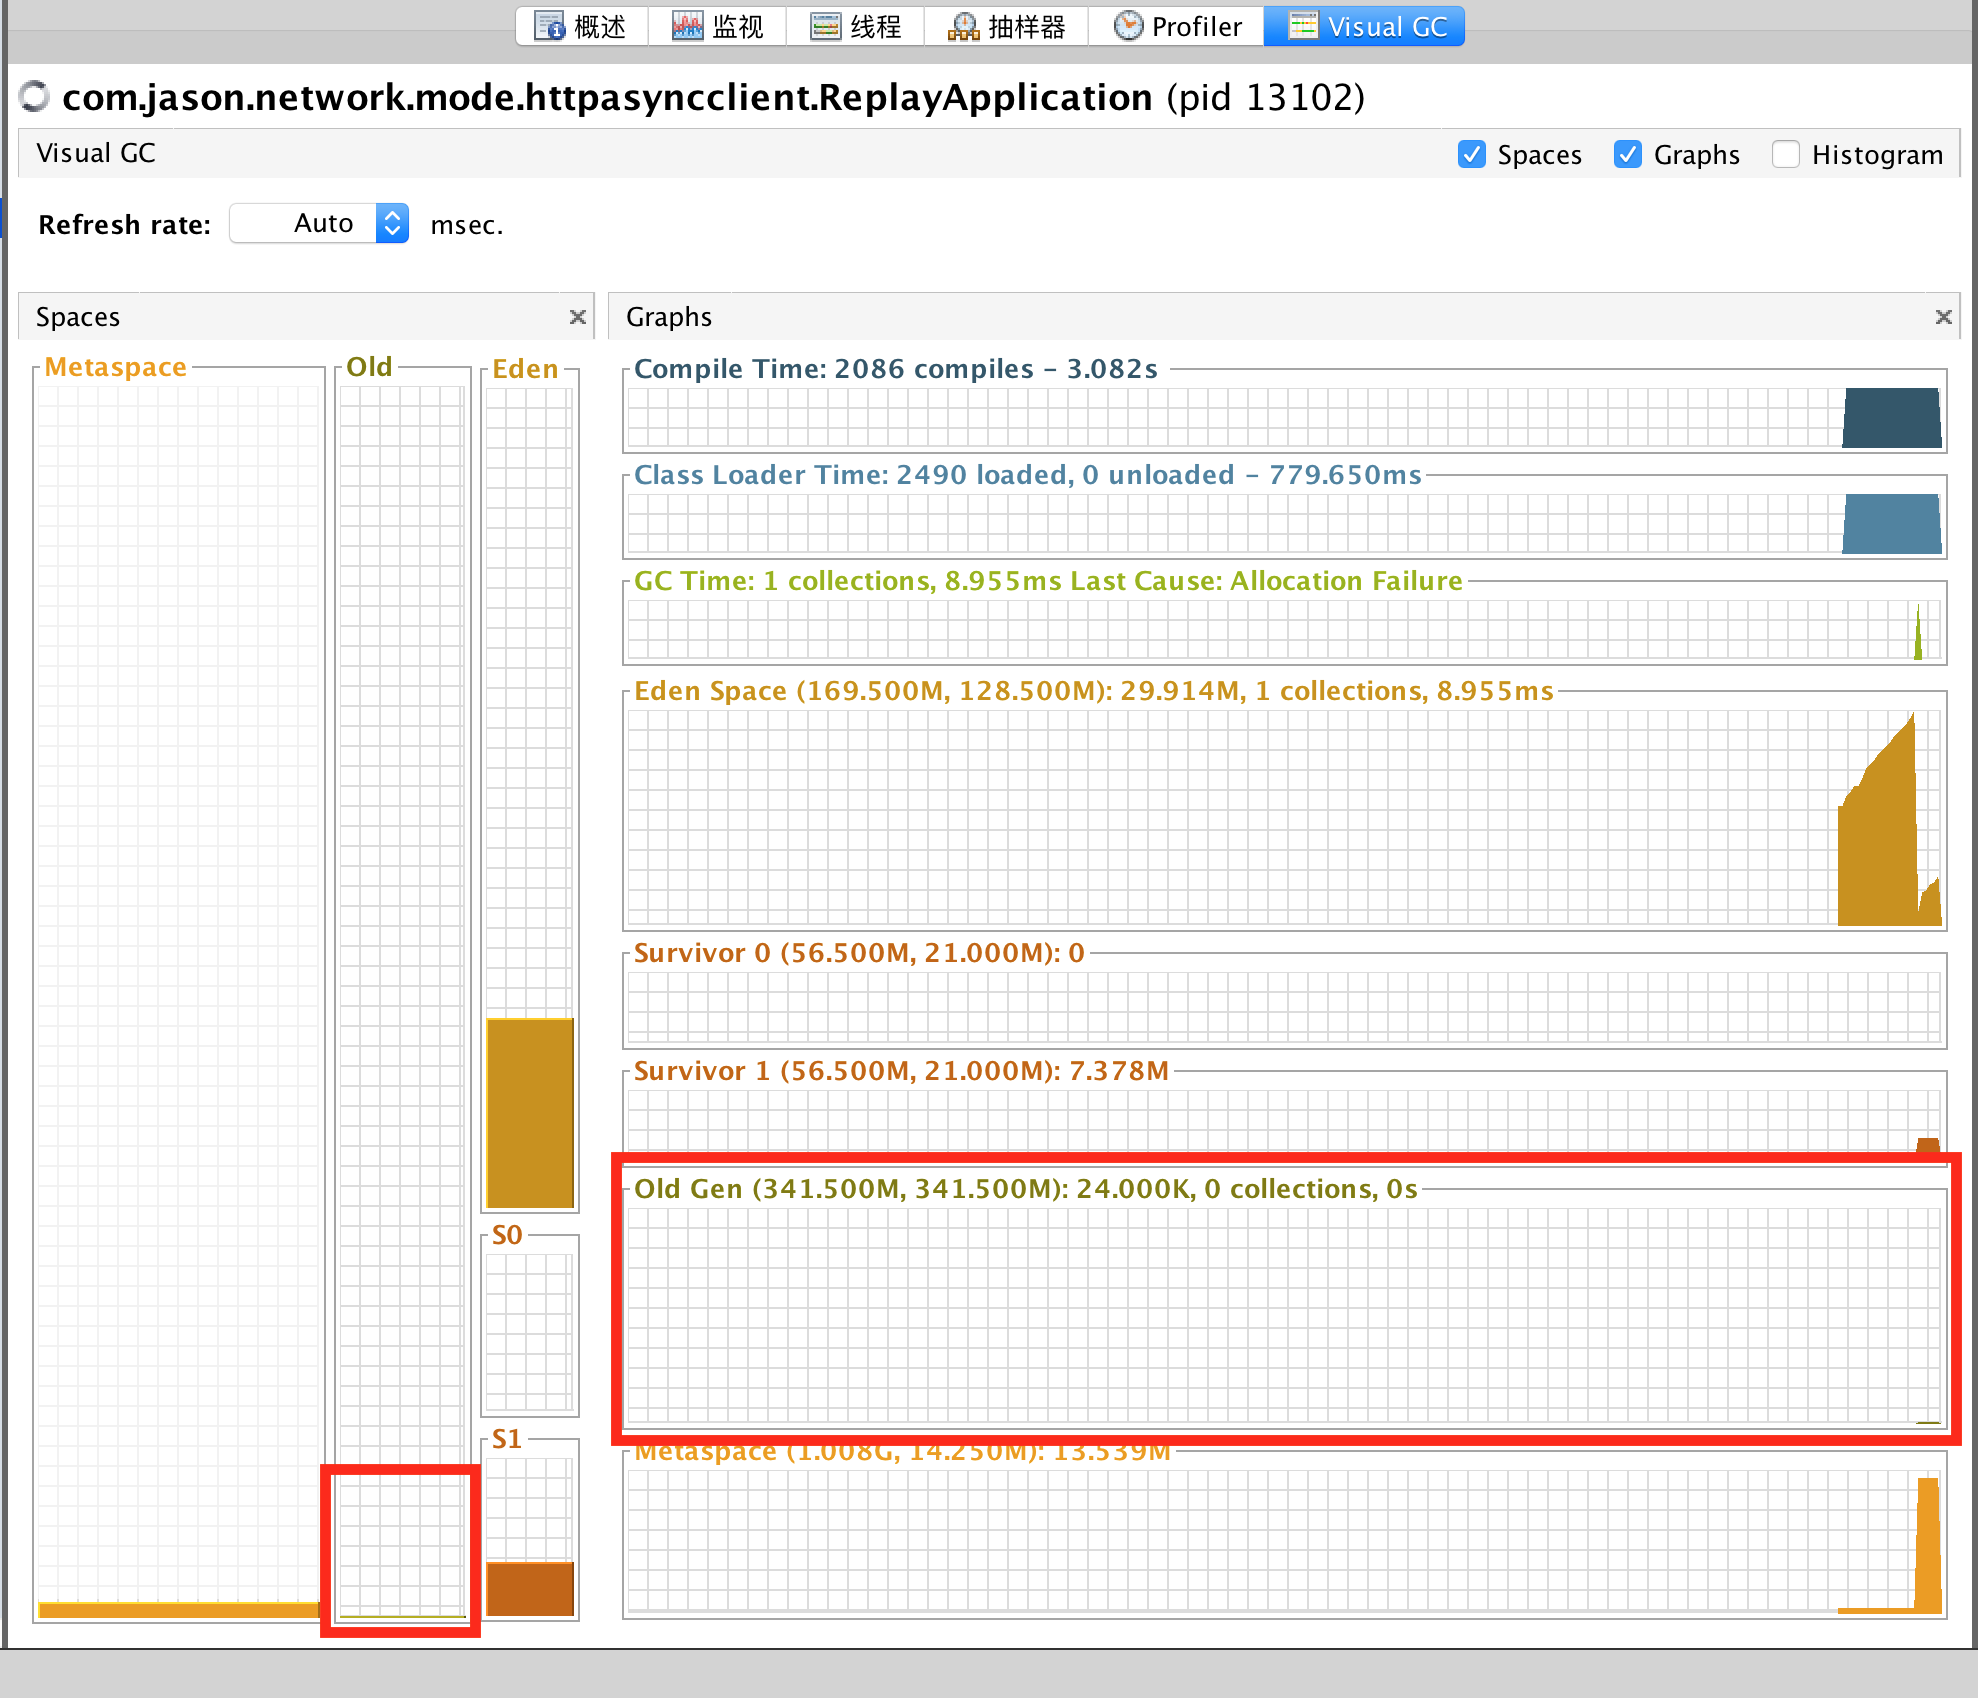 概述 监视 线程 抽样器 Profiler Visual GC
com.jason.network.mode.httpasyncclient.ReplayApplication (pid 13102)
Visual GC Spaces Graphs Histogram
Refresh rate: Auto msec.
Spaces
Metaspace Old Eden
S0
S1
Graphs
Compile Time: 2086 compiles – 3.082s
Class Loader Time: 2490 loaded, 0 unloaded – 779.650ms
GC Time: 1 collections, 8.955ms Last Cause: Allocation Failure
Eden Space (169.500M, 128.500M): 29.914M, 1 collections, 8.955ms
Survivor 0 (56.500M, 21.000M): 0
Survivor 1 (56.500M, 21.000M): 7.378M
Old Gen (341.500M, 341.500M): 24.000K, 0 collections, 0s
Metaspace (1.008G, 14.250M): 13.539M